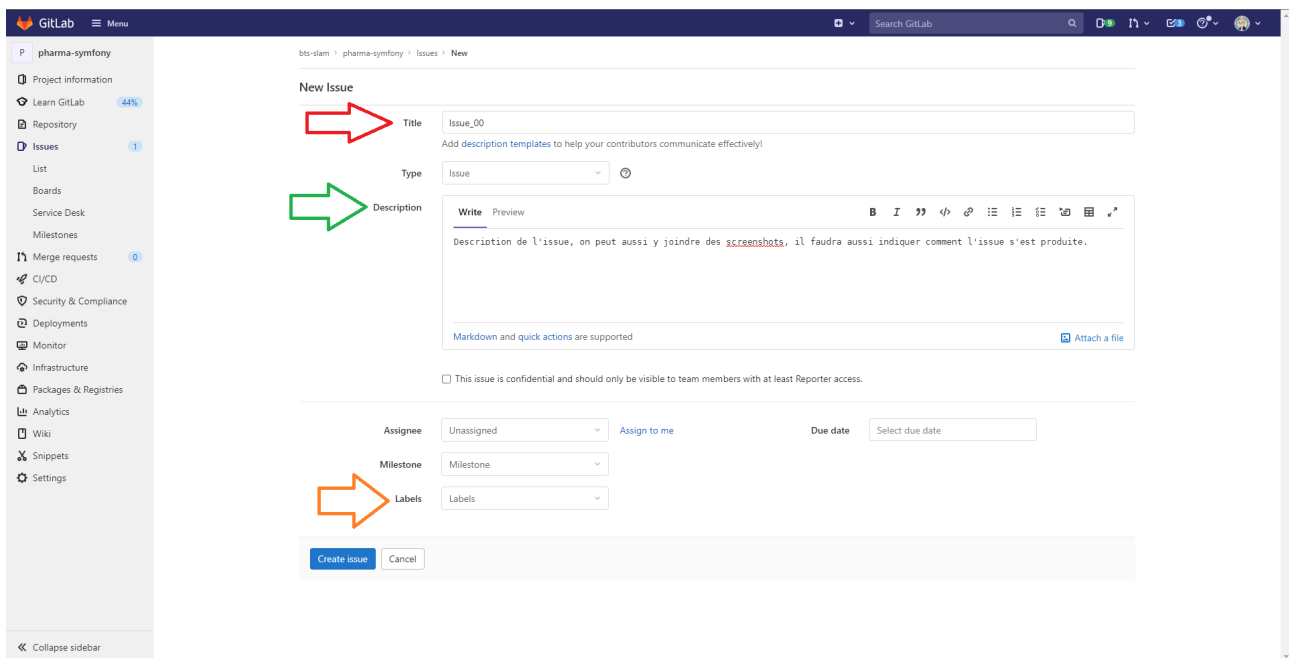 GitLab Menu Search GitLab 9 3
P pharma-symfony
Project information
Learn GitLab 44%
Repository
Issues 1
List
Boards
Service Desk
Milestones
Merge requests 0
CI/CD
Security & Compliance
Deployments
Monitor
Infrastructure
Packages & Registries
Analytics
Wiki
Snippets
Settings
Collapse sidebar
bts-slam > pharma-symfony > Issues > New
New Issue
Title Issue_00
Add description templates to help your contributors communicate effectively!
Type Issue
Description Write Preview
Description de l'issue, on peut aussi y joindre des screenshots, il faudra aussi indiquer comment l'issue s'est produite.
Markdown and quick actions are supported Attach a file
This issue is confidential and should only be visible to team members with at least Reporter access.
Assignee Unassigned Assign to me Due date Select due date
Milestone Milestone
Labels Labels
Create issue Cancel